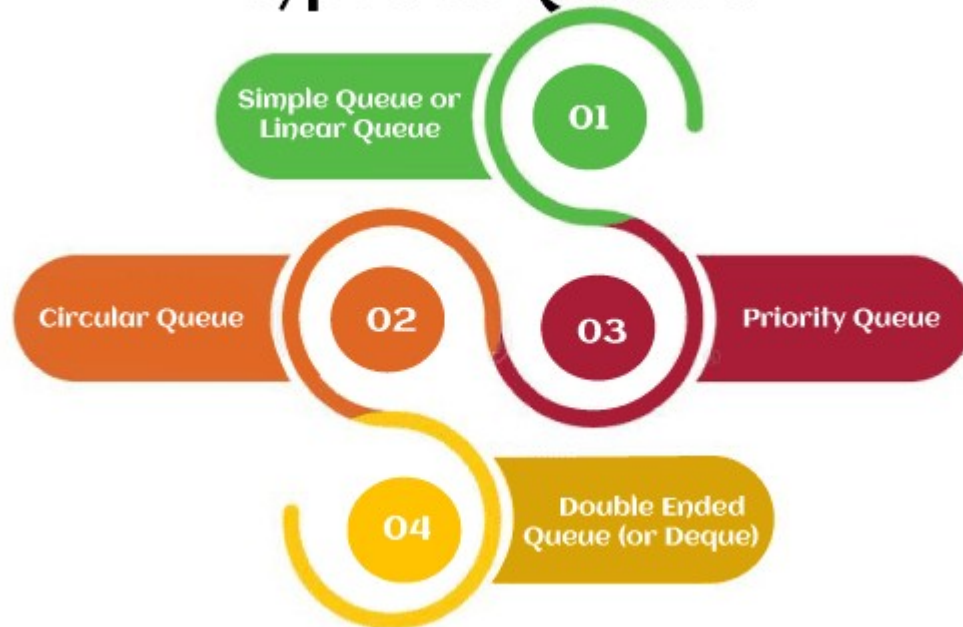 Simple Queue or
Linear Queue
01
Circular Queue
02
03
Priority Queue
04
Double Ended
Queue (or Deque)